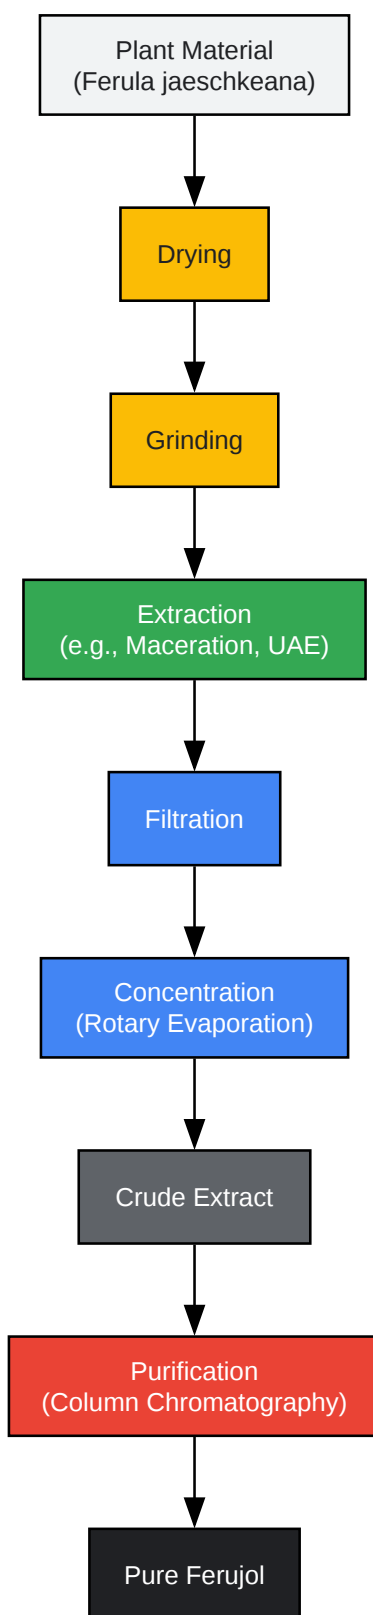 Plant Material
(Ferula jaeschkeana)
Drying
Grinding
Extraction
(e.g., Maceration, UAE)
Filtration
Concentration
(Rotary Evaporation)
Crude Extract
Purification
(Column Chromatography)
Pure Ferujol